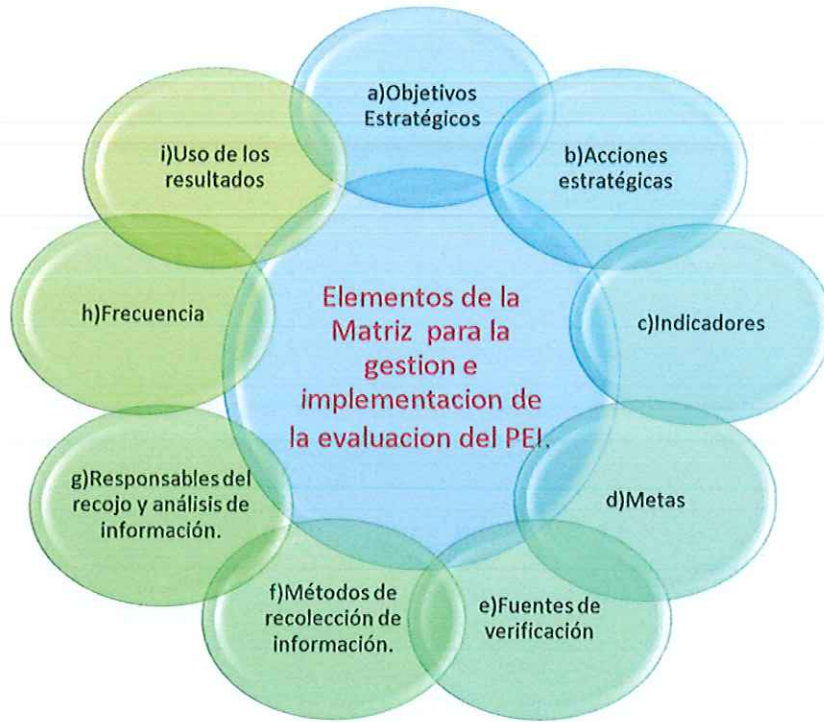 a)Objetivos
Estratégicos
b)Acciones
estratégicas
c)Indicadores
d)Metas
e)Fuentes de
verificación
f)Métodos de
recolección de
información.
g)Responsables del
recojo y análisis de
información.
h)Frecuencia
i)Uso de los
resultados
Elementos de la
Matriz para la
gestion e
implementacion de
la evaluacion del PEI.